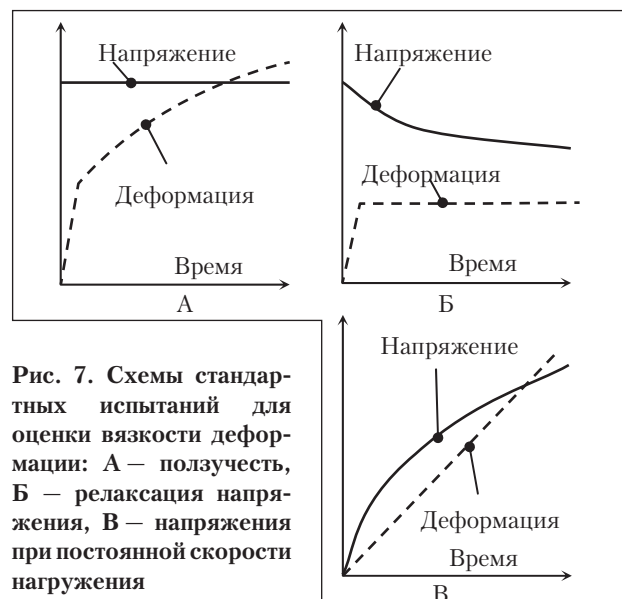 Напряжение
Деформация
Время
А
Напряжение
Деформация
Время
Б
Рис. 7. Схемы стандар-
тных испытаний для
оценки вязкости дефор-
мации: А — ползучесть,
Б — релаксация напря-
жения, В — напряжения
при постоянной скорости
нагружения
Напряжение
Деформация
Время
В